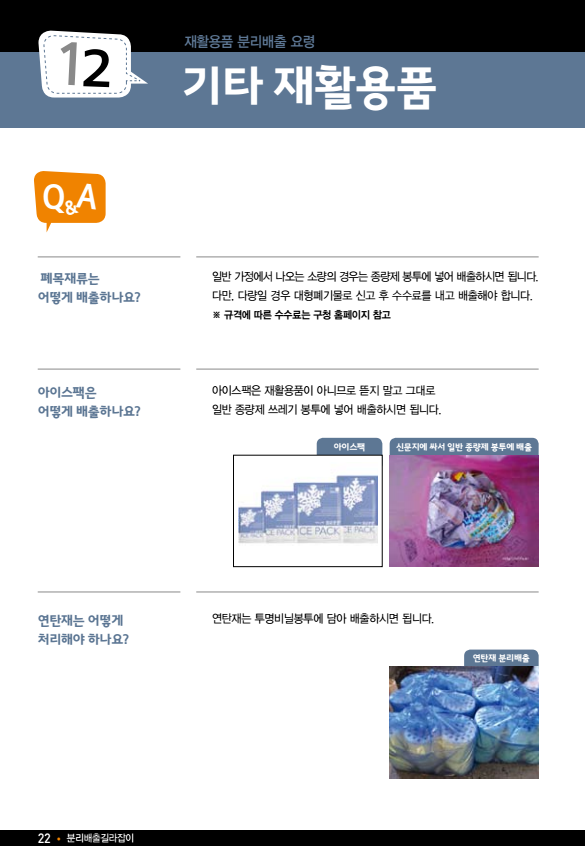 12
재활용품 분리배출 요령
기타 재활용품
Q&A
폐목재류는
어떻게 배출하나요?
일반 가정에서 나오는 소량의 경우는 종량제 봉투에 넣어 배출하시면 됩니다.
다만, 다량일 경우 대형폐기물로 신고 후 수수료를 내고 배출해야 합니다.
※ 규격에 따른 수수료는 구청 홈페이지 참고
아이스팩은
어떻게 배출하나요?
아이스팩은 재활용품이 아니므로 뜯지 말고 그대로
일반 종량제 쓰레기 봉투에 넣어 배출하시면 됩니다.
아이스팩
신문지에 싸서 일반 종량제 봉투에 배출
ICE PACK
ICE PACK
연탄재는 어떻게
처리해야 하나요?
연탄재는 투명비닐봉투에 담아 배출하시면 됩니다.
연탄재 분리배출
22 • 분리배출길라잡이